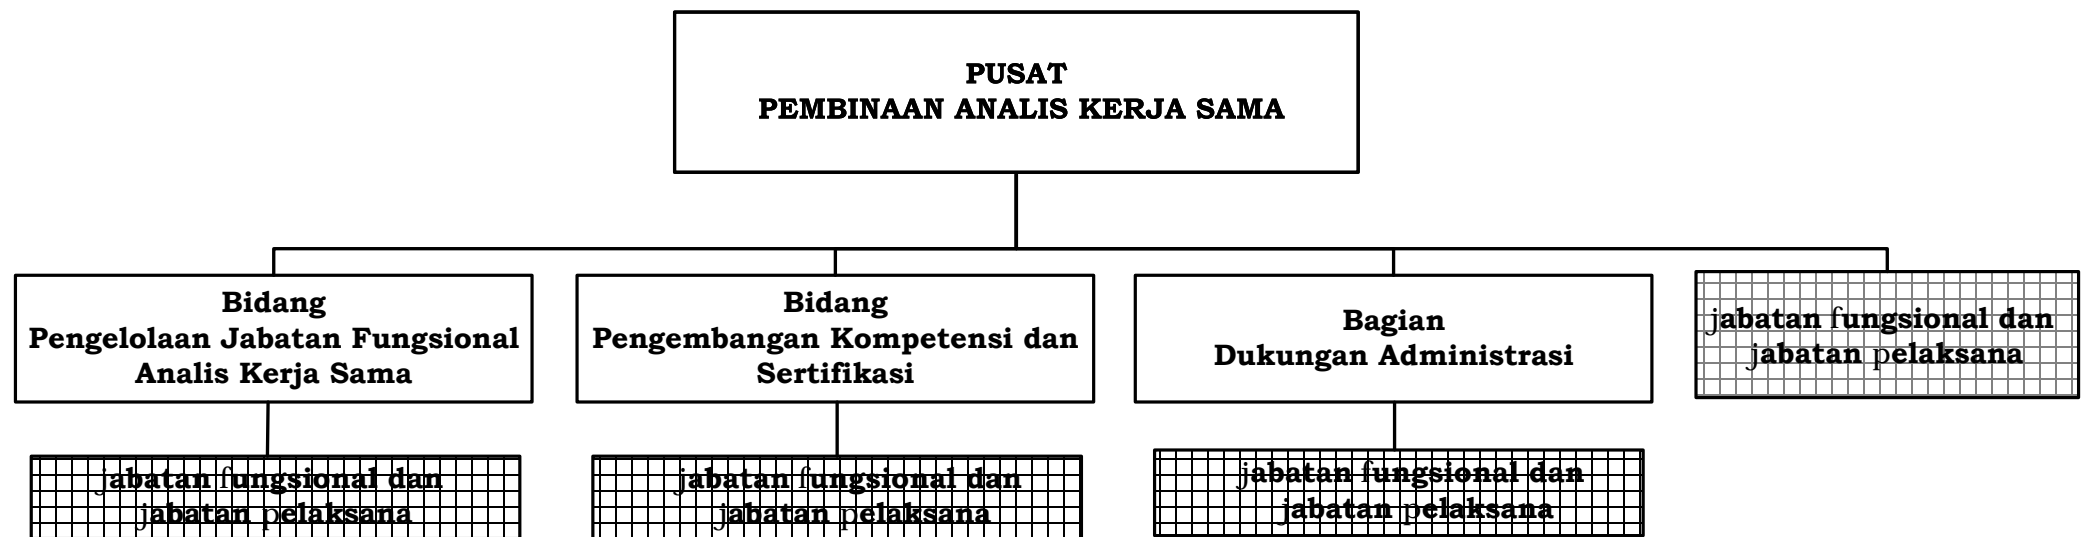 PUSAT
PEMBINAAN ANALIS KERJA SAMA
Bidang
Pengelolaan Jabatan Fungsional
Analis Kerja Sama
Bidang
Pengembangan Kompetensi dan
Sertifikasi
Bagian
Dukungan Administrasi
jabatan fungsional dan
jabatan pelaksana
jabatan fungsional dan
jabatan pelaksana
jabatan fungsional dan
jabatan pelaksana
jabatan fungsional dan
jabatan pelaksana